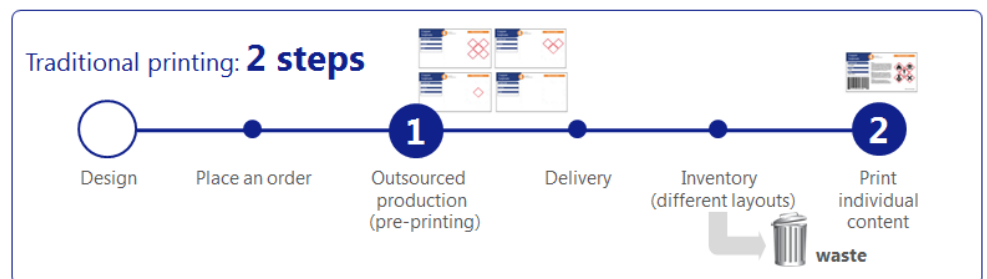 Traditional printing: 2 steps
1
2
Design
Place an order
Outsourced
production
(pre-printing)
Delivery
Inventory
(different layouts)
Print
individual
content
waste